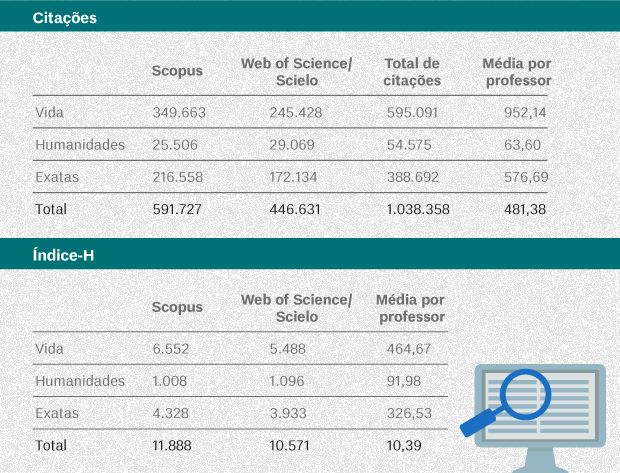 Citações
Scopus Web of Science/ Scielo Total de citações Média por professor
Vida 349.663 245.428 595.091 952,14
Humanidades 25.506 29.069 54.575 63,60
Exatas 216.558 172.134 388.692 576,69
Total 591.727 446.631 1.038.358 481,38
Índice-H
Scopus Web of Science/ Scielo Média por professor
Vida 6.552 5.488 464,67
Humanidades 1.008 1.096 91,98
Exatas 4.328 3.933 326,53
Total 11.888 10.571 10,39